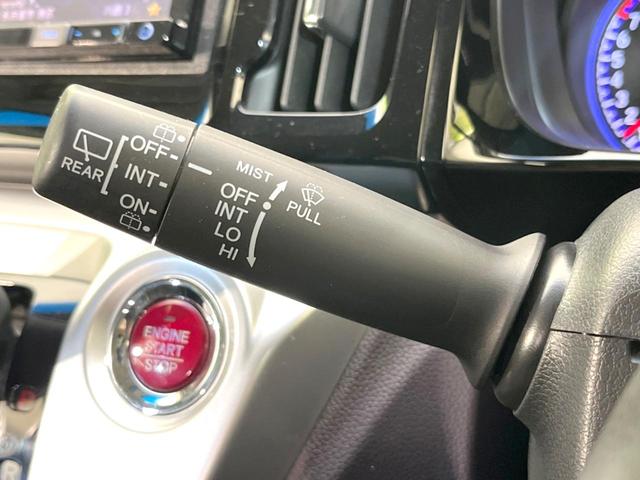 REAR
OFF
INT
ON
MIST
OFF
INT
LO
HI
PULL
ENGINE
START
STOP
R